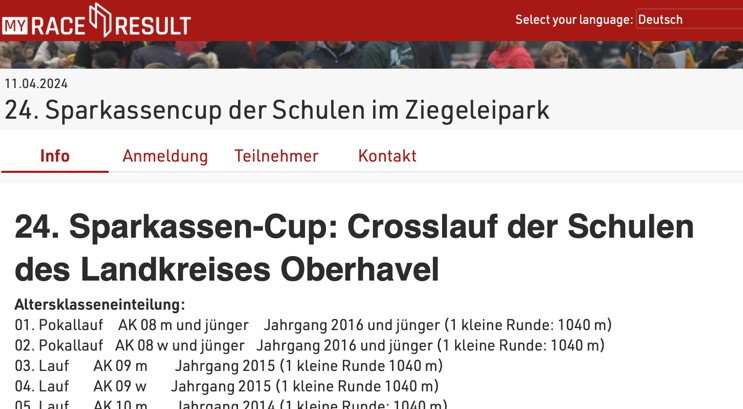 MY RACE RESULT
Select your language: Deutsch
11.04.2024
24. Sparkassencup der Schulen im Ziegeleipark
Info Anmeldung Teilnehmer Kontakt
24. Sparkassen-Cup: Crosslauf der Schulen
des Landkreises Oberhavel
Altersklasseneinteilung:
01. Pokallauf AK 08 m und jünger Jahrgang 2016 und jünger (1 kleine Runde: 1040 m)
02. Pokallauf AK 08 w und jünger Jahrgang 2016 und jünger (1 kleine Runde: 1040 m)
03. Lauf AK 09 m Jahrgang 2015 (1 kleine Runde 1040 m)
04. Lauf AK 09 w Jahrgang 2015 (1 kleine Runde 1040 m)
05. Lauf AK 10 m Jahrgang 2014 (1 kleine Runde: 1040 m)